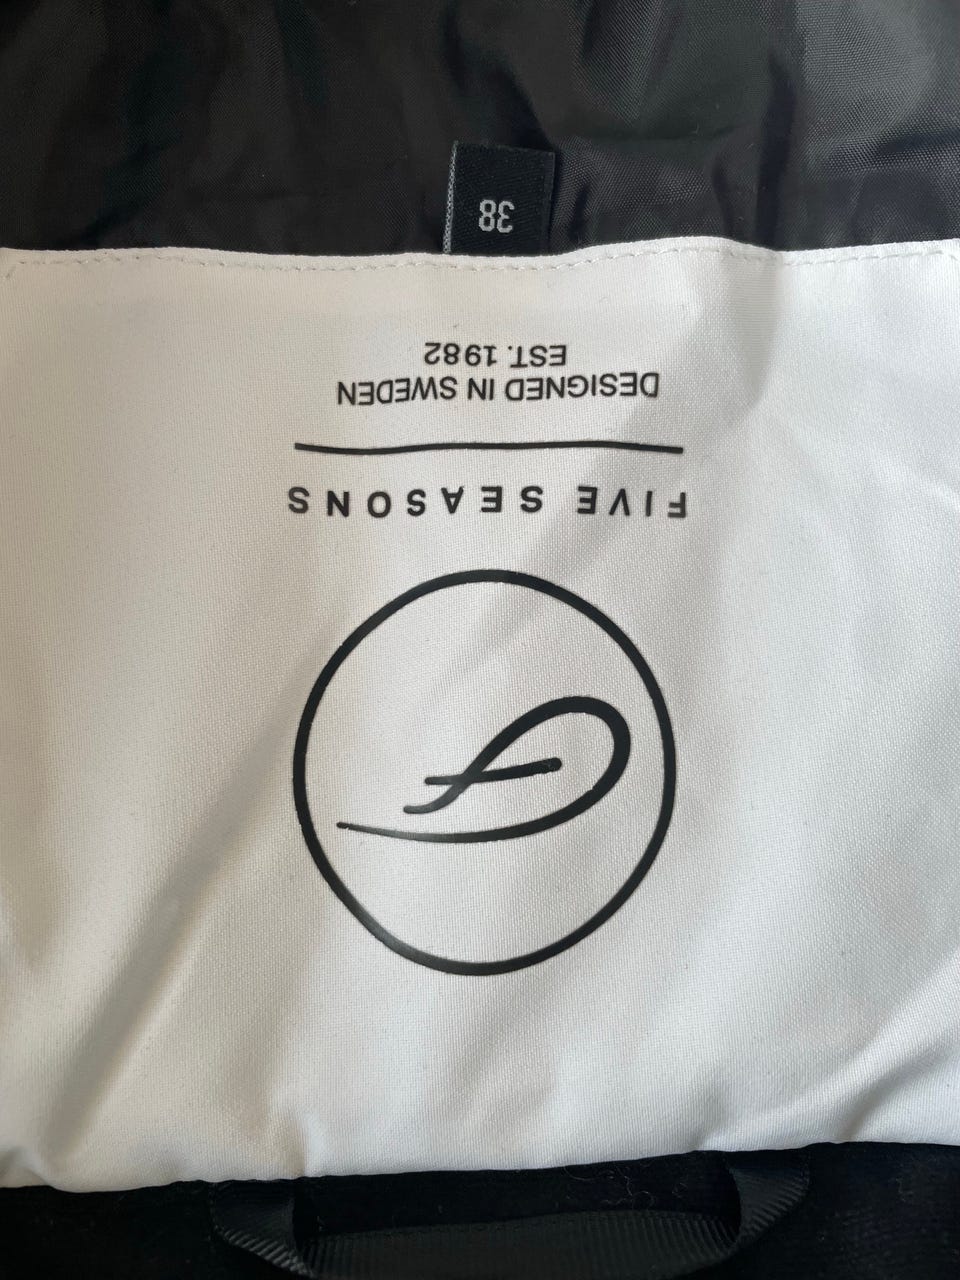 FIVE SEASONS
DESIGNED IN SWEDEN
EST. 1982
38